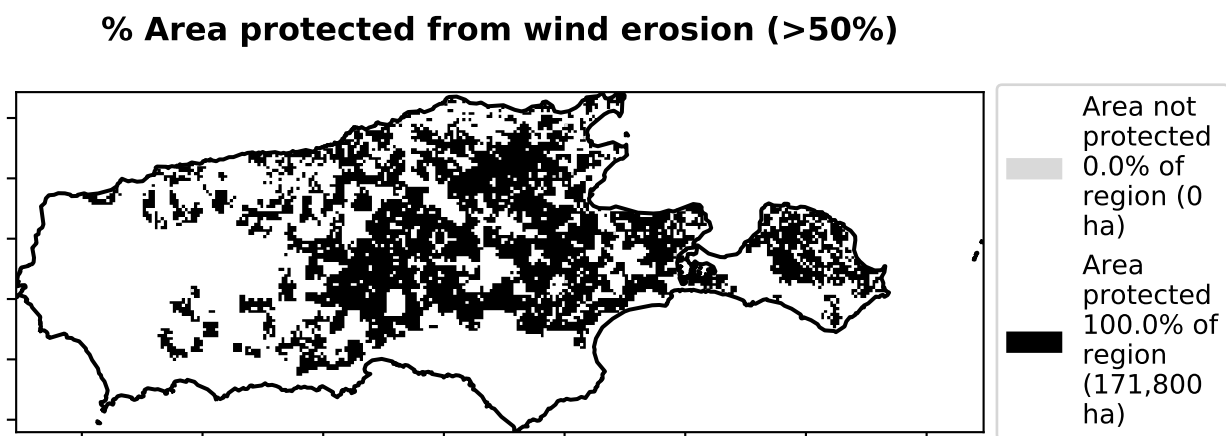 % Area protected from wind erosion (>50%)
Area not
protected
0.0% of
region (0
ha)
Area
protected
100.0% of
region
(171,800
ha)